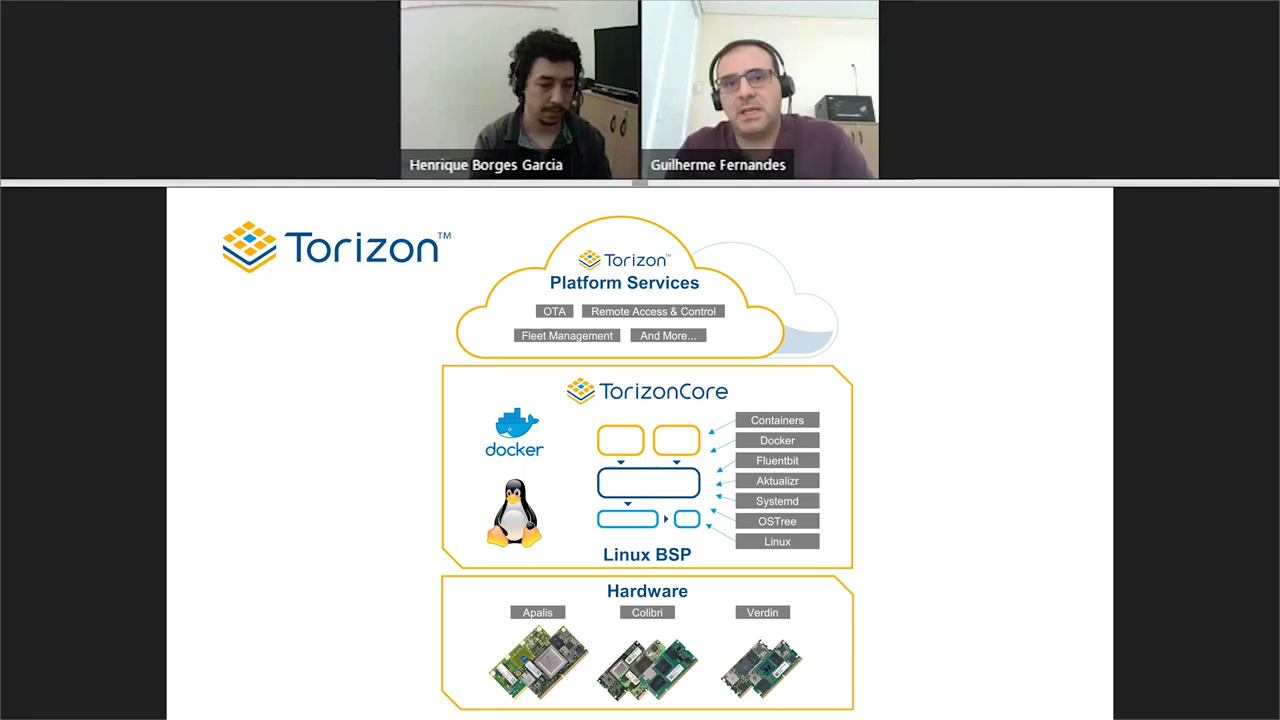 Henrique Borges Garcia
Guilherme Fernandes
Torizon™
Torizon™
Platform Services
OTA
Remote Access & Control
Fleet Management
And More...
TorizonCore
docker
Containers
Docker
Fluentbit
Aktualizr
Systemd
OSTree
Linux
Linux BSP
Hardware
Apalis
Colibri
Verdin